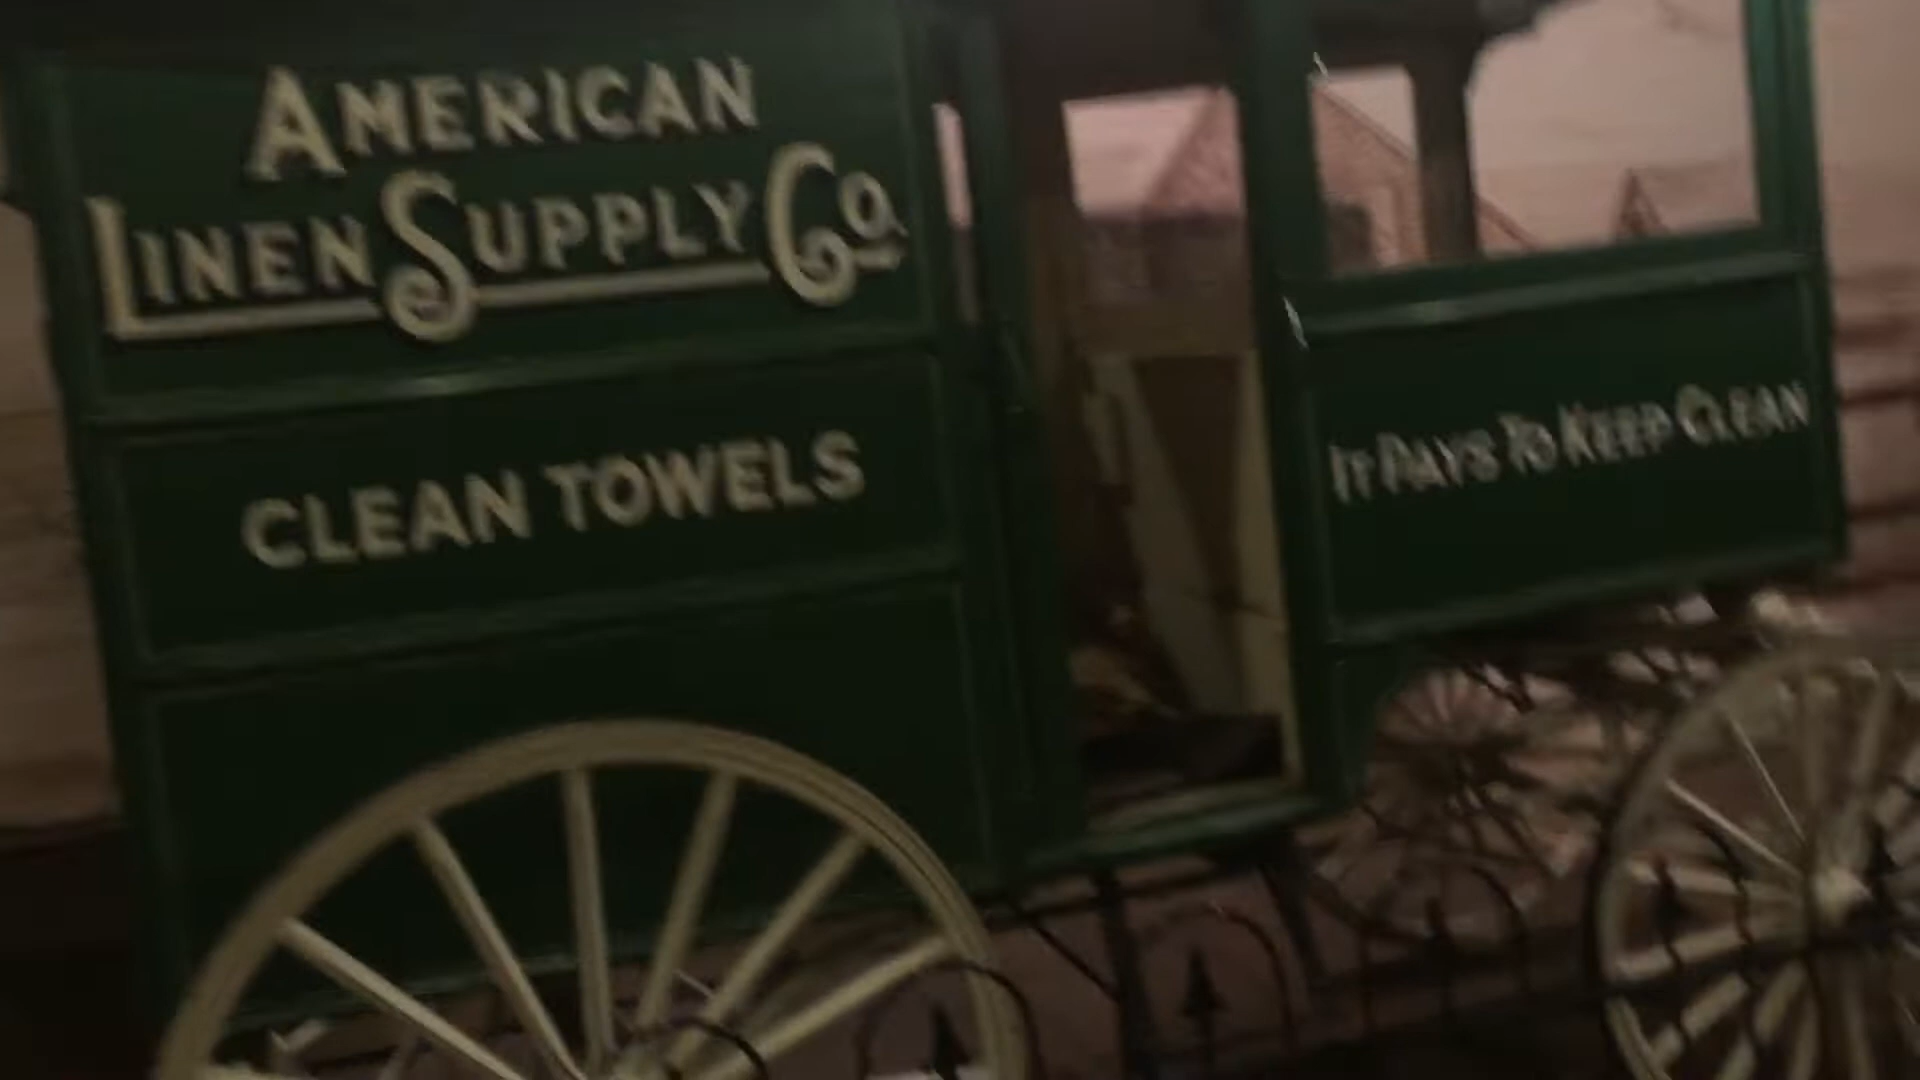 AMERICAN
LINEN SUPPLY Co
CLEAN TOWELS
IT PAYS TO KEEP CLEAN